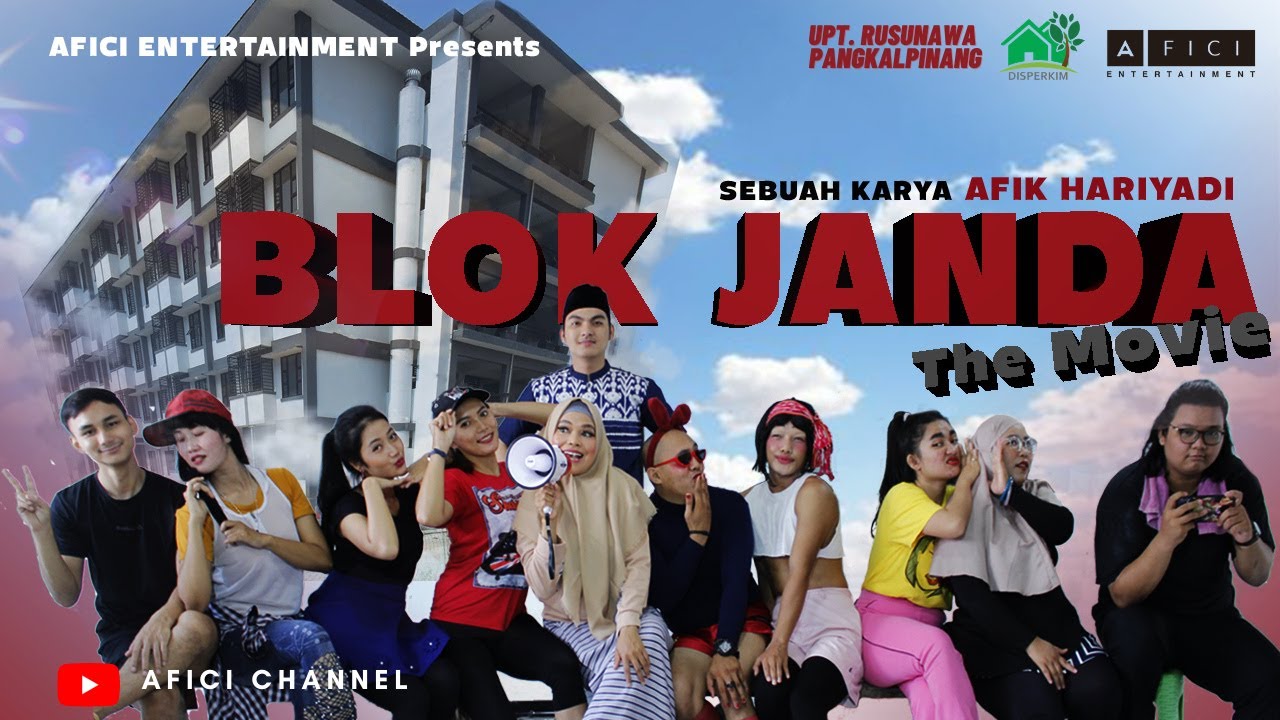 AFICI ENTERTAINMENT Presents
UPT. RUSUNAWA
PANGKALPINANG
DISPERKIM
AFICI
ENTERTAINMENT
SEBUAH KARYA AFIK HARIYADI
BLOK JANDA
The Movie
AFICI CHANNEL